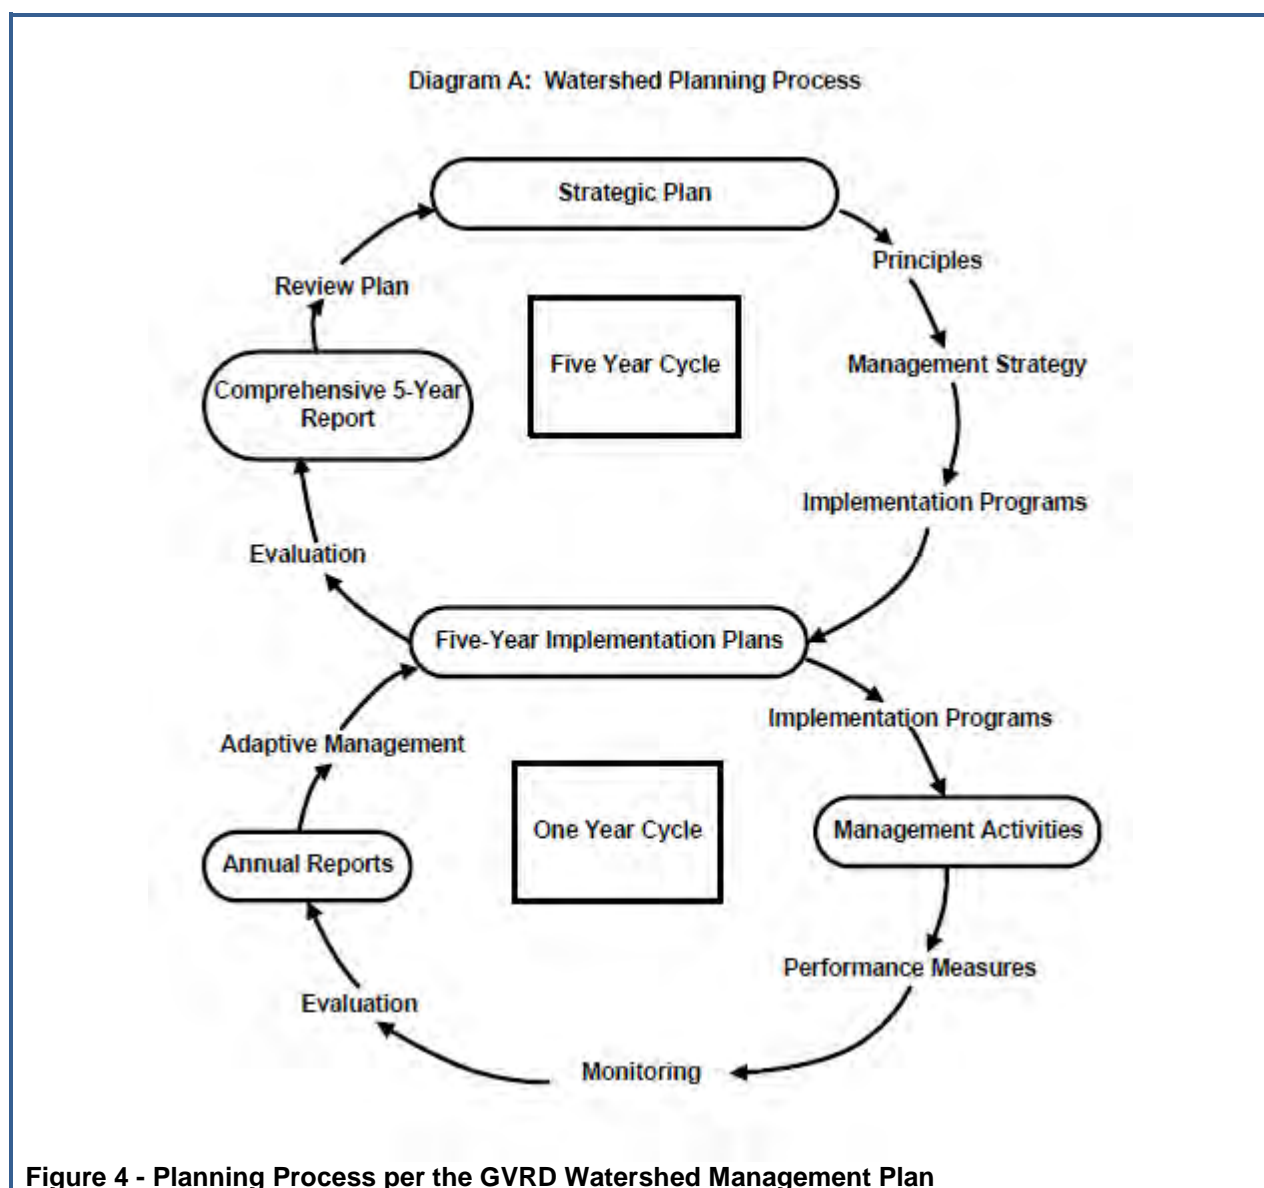 Diagram A: Watershed Planning Process
Strategic Plan
Principles
Review Plan
Five Year Cycle
Management Strategy
Comprehensive 5-Year
Report
Implementation Programs
Evaluation
Five-Year Implementation Plans
Implementation Programs
Adaptive Management
One Year Cycle
Management Activities
Annual Reports
Performance Measures
Evaluation
Monitoring
Figure 4 - Planning Process per the GVRD Watershed Management Plan